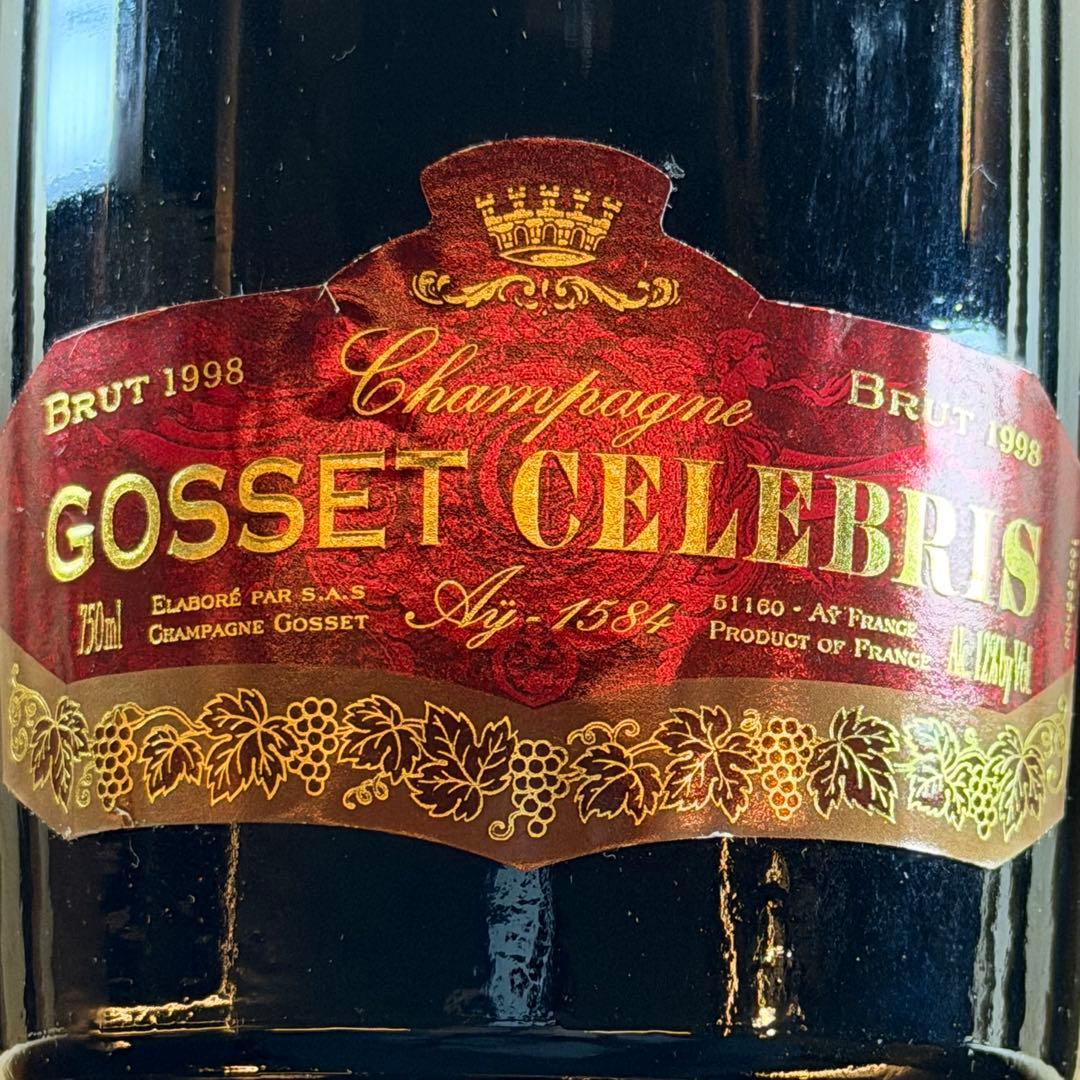 Champagne
BRUT 1998
BRUT 1998
GOSSET CELEBRIS
Aÿ - 1584
750ml
ELABORÉ PAR S.A.S
CHAMPAGNE GOSSET
51160 · AŸ FRANCE
PRODUCT OF FRANCE